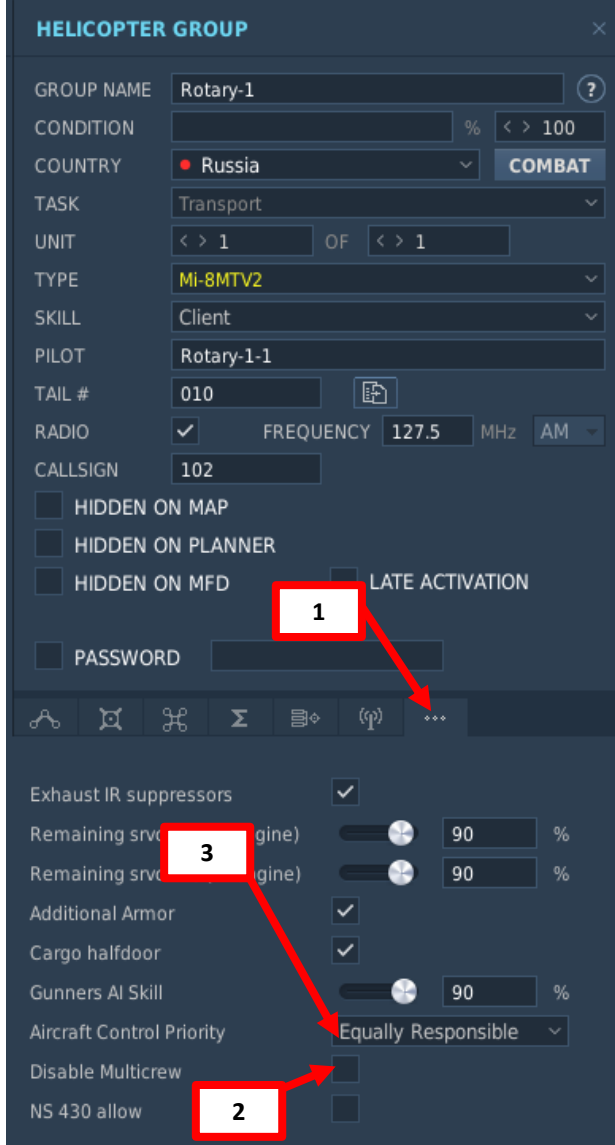 HELICOPTER GROUP ×
GROUP NAME Rotary-1 ?
CONDITION % < > 100
COUNTRY Russia COMBAT
TASK Transport
UNIT < > 1 OF < > 1
TYPE Mi-8MTV2
SKILL Client
PILOT Rotary-1-1
TAIL # 010
RADIO FREQUENCY 127.5 MHz AM
CALLSIGN 102
HIDDEN ON MAP
HIDDEN ON PLANNER
HIDDEN ON MFD LATE ACTIVATION
1
PASSWORD
Σ
Exhaust IR suppressors
Remaining gine) 90 %
3
Remaining gine) 90 %
Additional Armor
Cargo halfdoor
Gunners AI Skill 90 %
Aircraft Control Priority Equally Responsible
Disable Multicrew
NS 430 allow 2